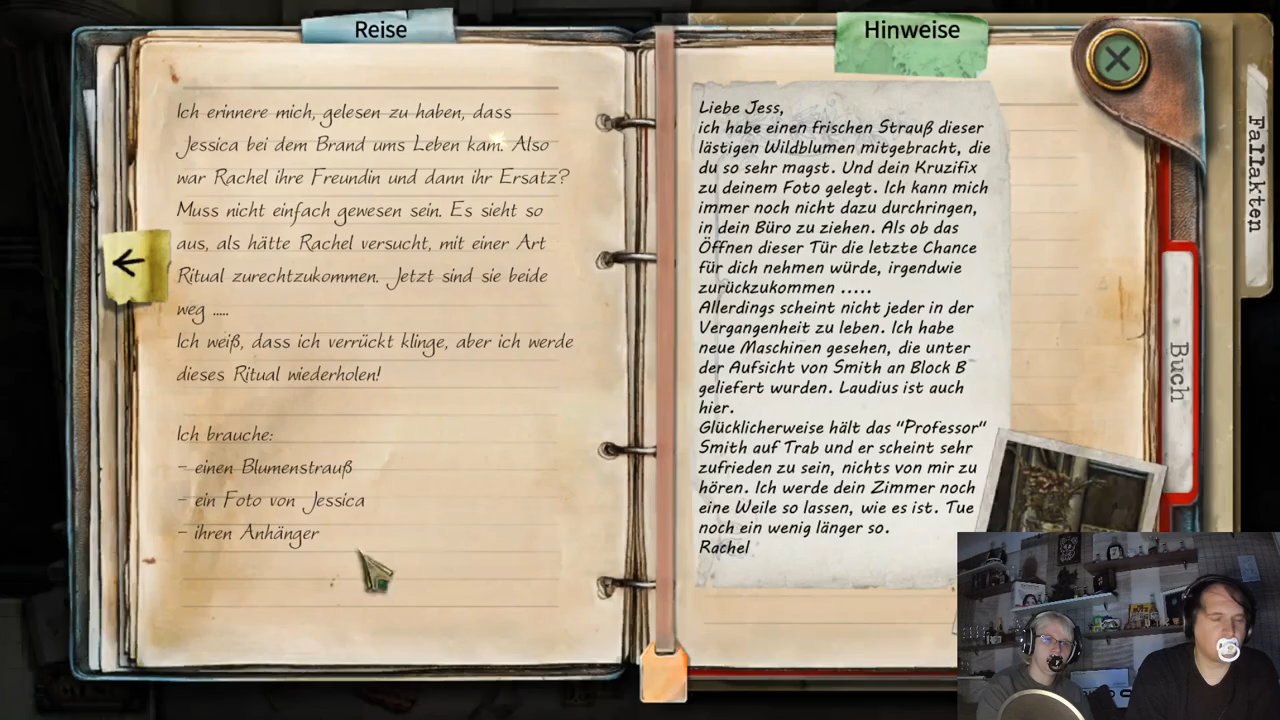 Reise
Ich erinnere mich, gelesen zu haben, dass
Jessica bei dem Brand ums Leben kam. Also
war Rachel ihre Freundin und dann ihr Ersatz?
Muss nicht einfach gewesen sein. Es sieht so
aus, als hätte Rachel versucht, mit einer Art
Ritual zurechtzukommen. Jetzt sind sie beide
weg .....
Ich weiß, dass ich verrückt klinge, aber ich werde
dieses Ritual wiederholen!
Ich brauche:
- einen Blumenstrauß
- ein Foto von Jessica
- ihren Anhänger
Hinweise
Liebe Jess,
ich habe einen frischen Strauß dieser
lästigen Wildblumen mitgebracht, die
du so sehr magst. Und dein Kruzifix
zu deinem Foto gelegt. Ich kann mich
immer noch nicht dazu durchringen,
in dein Büro zu ziehen. Als ob das
Öffnen dieser Tür die letzte Chance
für dich nehmen würde, irgendwie
zurückzukommen .....
Allerdings scheint nicht jeder in der
Vergangenheit zu leben. Ich habe
neue Maschinen gesehen, die unter
der Aufsicht von Smith an Block B
geliefert wurden. Laudius ist auch
hier.
Glücklicherweise hält das "Professor"
Smith auf Trab und er scheint sehr
zufrieden zu sein, nichts von mir zu
hören. Ich werde dein Zimmer noch
eine Weile so lassen, wie es ist. Tue
noch ein wenig länger so.
Rachel
Fallakten
Buch